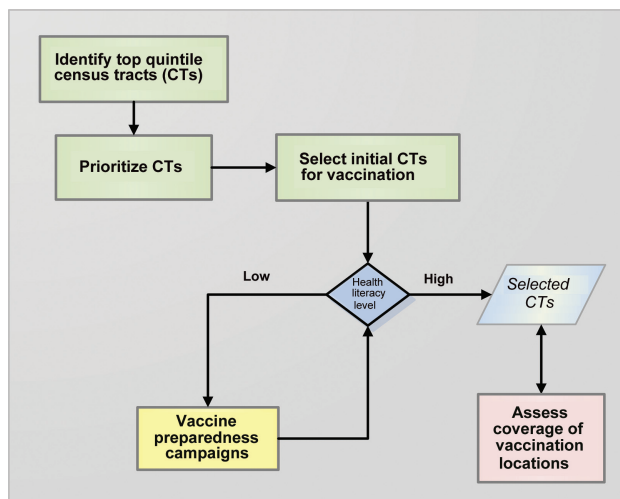 Identify top quintile
census tracts (CTs)
Prioritize CTs
Select initial CTs
for vaccination
Low
Health
literacy
level
High
Selected
CTs
Vaccine
preparedness
campaigns
Assess
coverage of
vaccination
locations